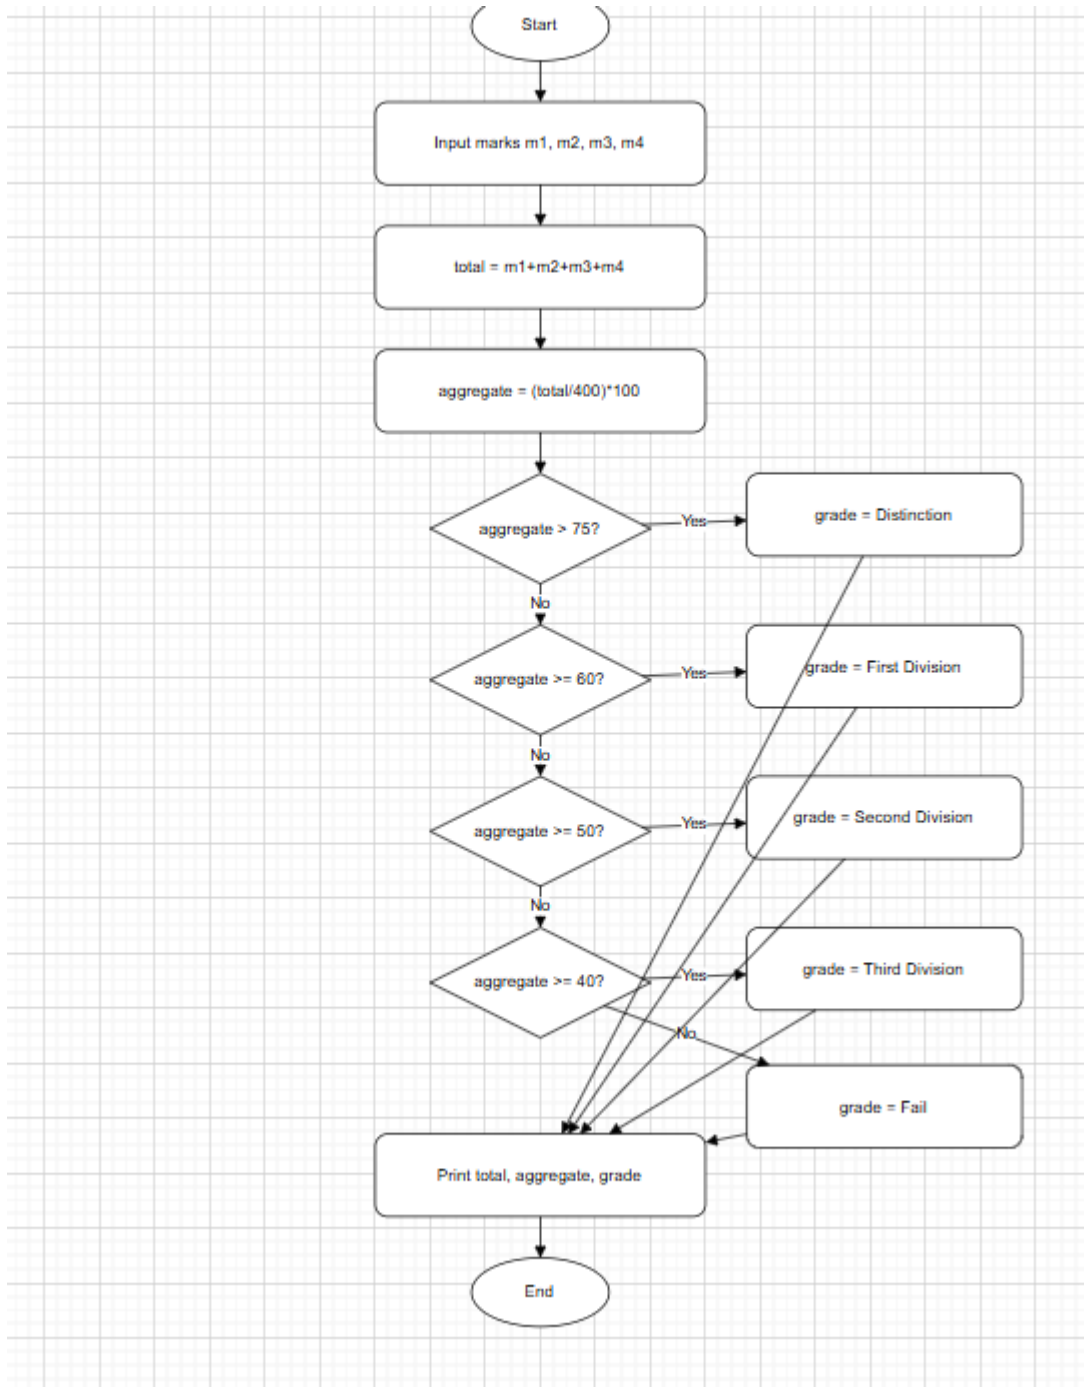 Start
Input marks m1, m2, m3, m4
total = m1+m2+m3+m4
aggregate = (total/400)*100
aggregate > 75?
Yes
grade = Distinction
No
aggregate >= 60?
Yes
grade = First Division
No
aggregate >= 50?
Yes
grade = Second Division
No
aggregate >= 40?
Yes
grade = Third Division
No
grade = Fail
Print total, aggregate, grade
End